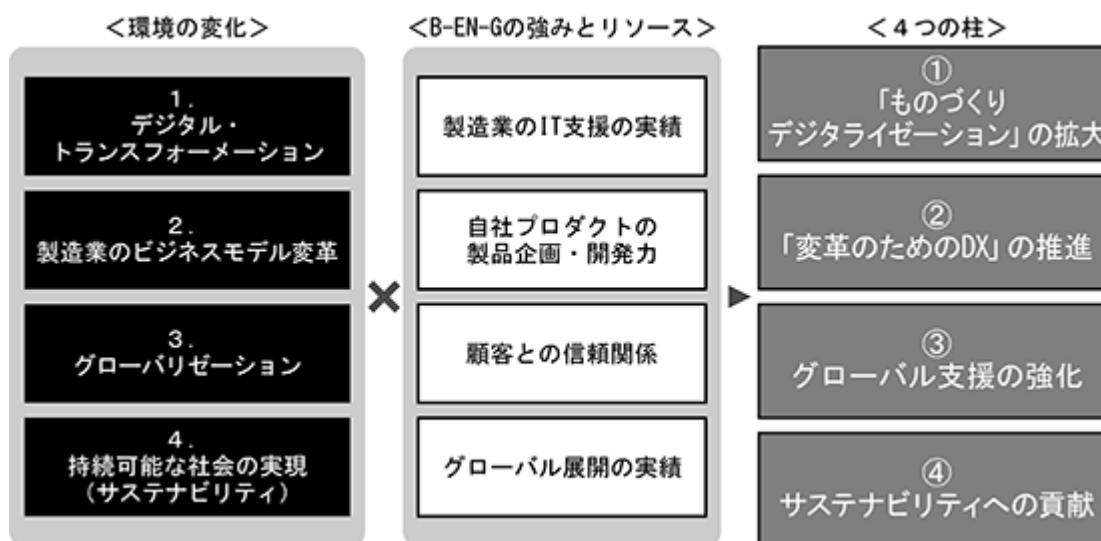 ＜環境の変化＞
1．
デジタル・
トランスフォーメーション
2．
製造業のビジネスモデル変革
3．
グローバリゼーション
4．
持続可能な社会の実現
（サステナビリティ）
×
＜B-EN-Gの強みとリソース＞
製造業のIT支援の実績
自社プロダクトの
製品企画・開発力
顧客との信頼関係
グローバル展開の実績
＜４つの柱＞
①
「ものづくり
デジタライゼーション」の拡大
②
「変革のためのDX」の推進
③
グローバル支援の強化
④
サステナビリティへの貢献